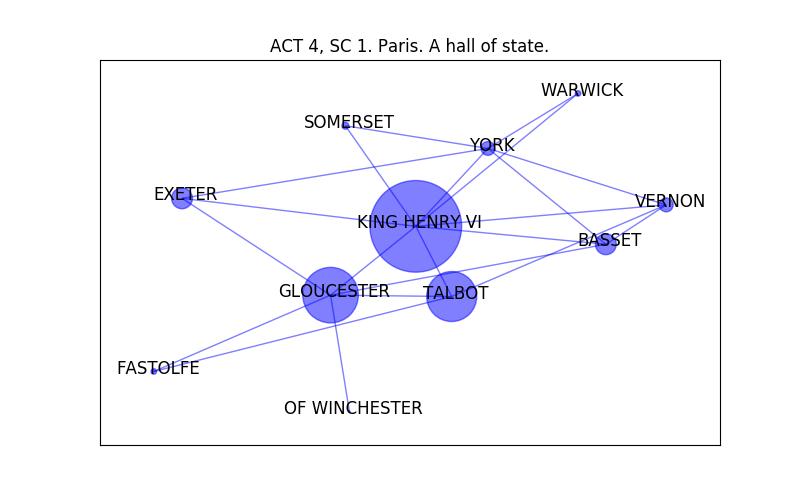 ACT 4, SC 1. Paris. A hall of state.
WARWICK
SOMERSET
YORK
EXETER
VERNON
KING HENRY VI
BASSET
GLOUCESTER
TALBOT
FASTOLFE
OF WINCHESTER